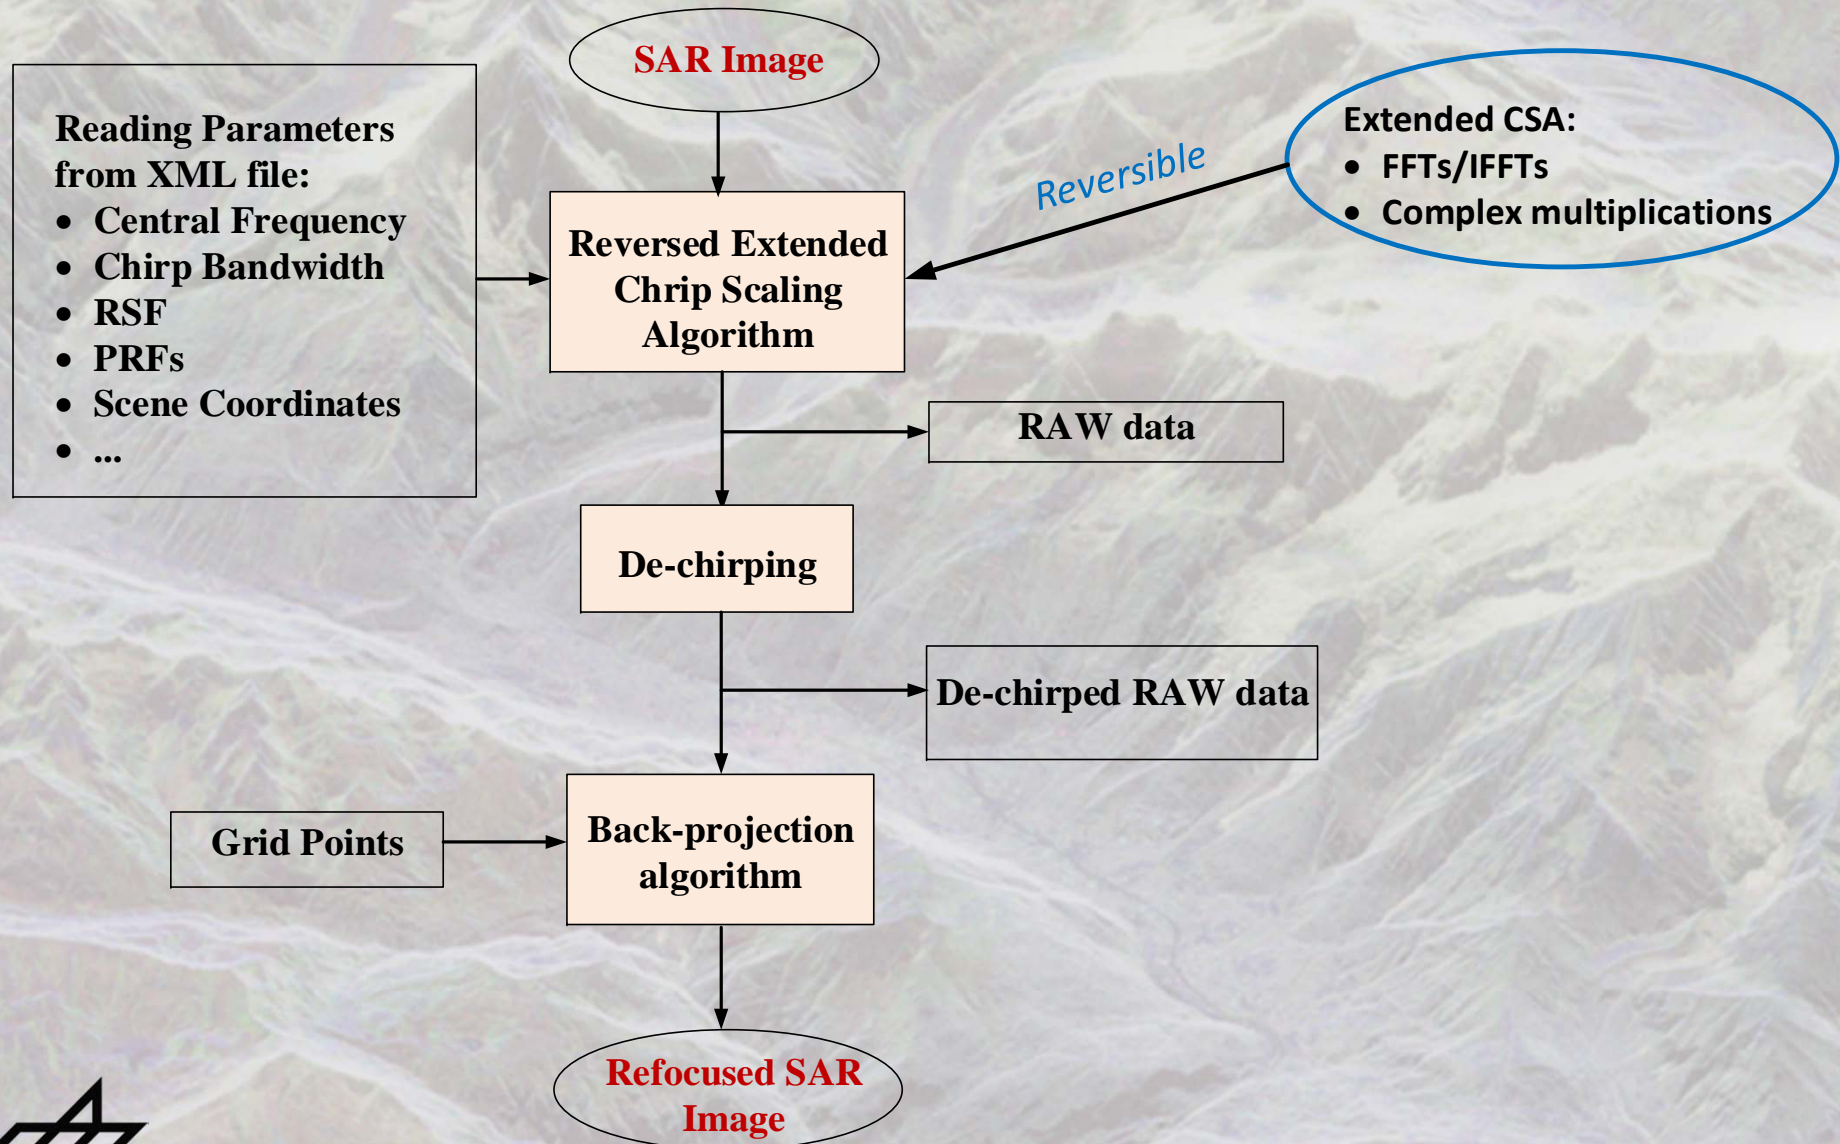 SAR Image
Reading Parameters
from XML file:
• Central Frequency
• Chirp Bandwidth
• RSF
• PRFs
• Scene Coordinates
• ...
Extended CSA:
• FFTs/IFFTs
• Complex multiplications
Reversible
Reversed Extended
Chrip Scaling
Algorithm
RAW data
De-chirping
De-chirped RAW data
Grid Points
Back-projection
algorithm
Refocused SAR
Image